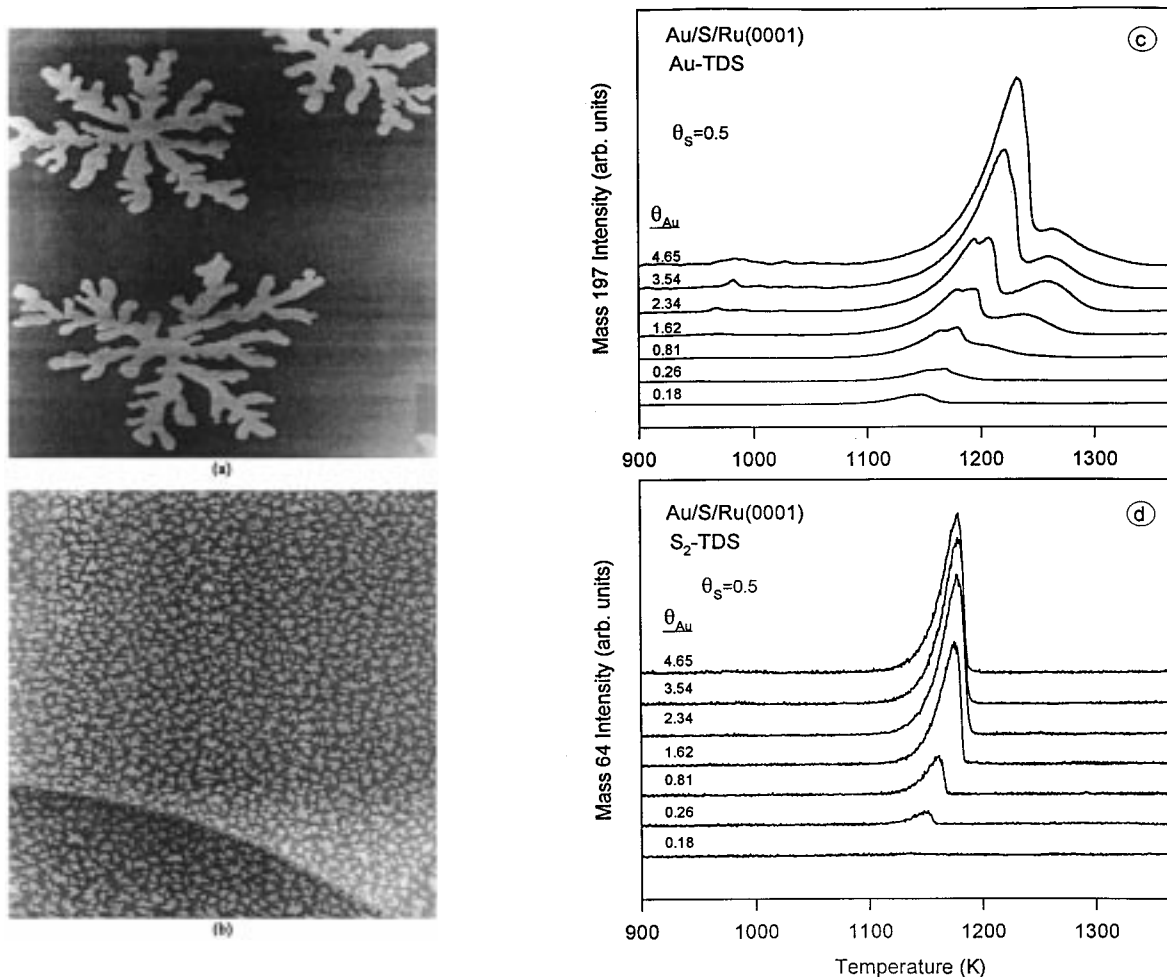 (a)
(b)
Au/S/Ru(0001)
Au-TDS
c
θS=0.5
θAu
4.65
3.54
2.34
1.62
0.81
0.26
0.18
Mass 197 Intensity (arb. units)
900 1000 1100 1200 1300
Au/S/Ru(0001)
S2-TDS
d
θS=0.5
θAu
4.65
3.54
2.34
1.62
0.81
0.26
0.18
Mass 64 Intensity (arb. units)
900 1000 1100 1200 1300
Temperature (K)